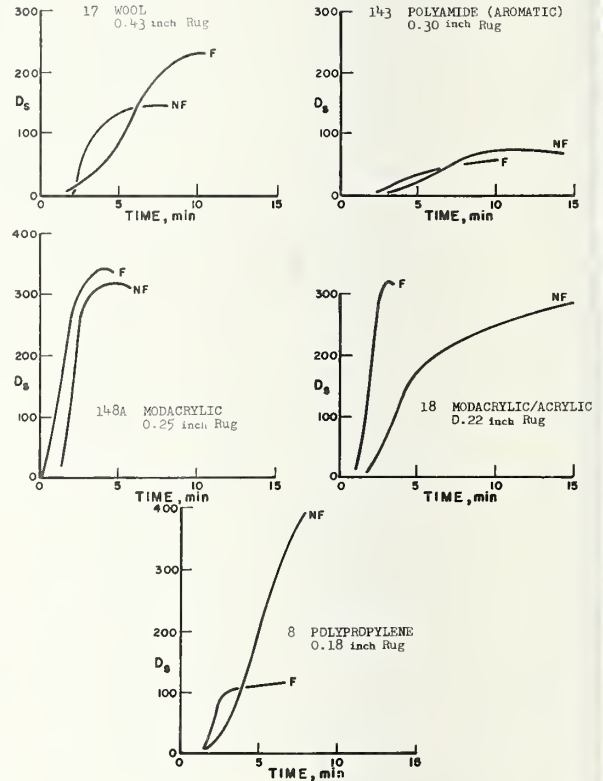 17 WOOL
0.43 inch Rug
300
200
Ds
100
0
F
NF
0 5 10 15
TIME, min
143 POLYAMIDE (AROMATIC)
0.30 inch Rug
300
200
Ds
100
0
NF
F
0 5 10 15
TIME, min
400
300
200
Ds
100
0
F
NF
148A MODACRYLIC
0.25 inch Rug
0 5 10 15
TIME, min
300
200
Ds
100
0
F
NF
18 MODACRYLIC/ACRYLIC
0.22 inch Rug
0 5 10 15
TIME, min
400
300
200
Ds
100
0
NF
F
8 POLYPROPYLENE
0.18 inch Rug
0 5 10 15
TIME, min